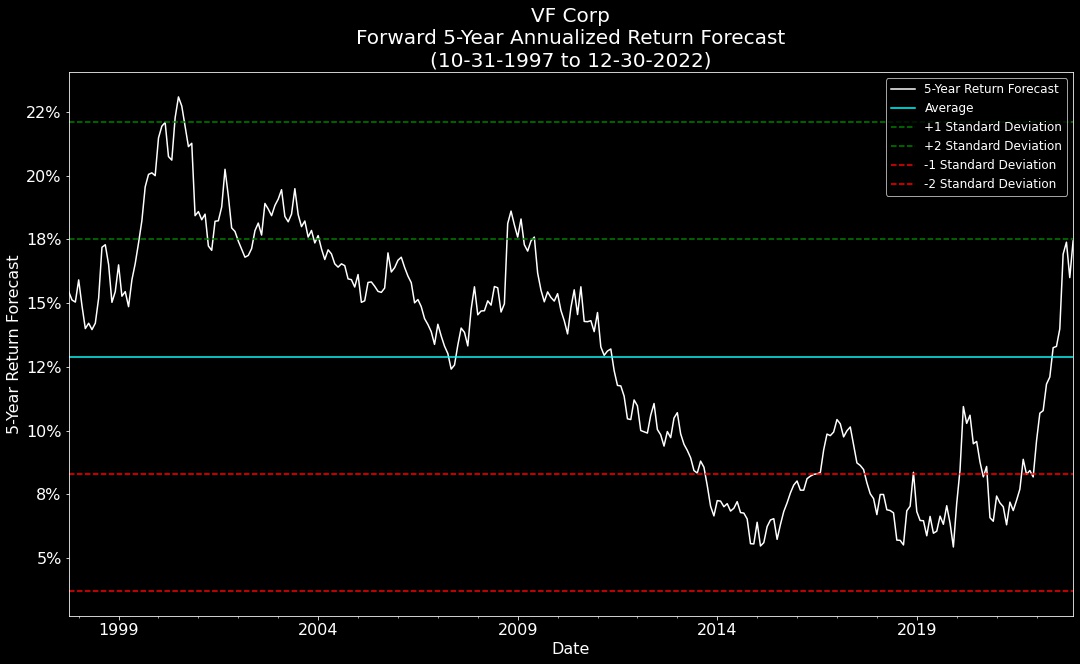 VF Corp
Forward 5-Year Annualized Return Forecast
(10-31-1997 to 12-30-2022)
5-Year Return Forecast
Average
+1 Standard Deviation
+2 Standard Deviation
-1 Standard Deviation
-2 Standard Deviation
5-Year Return Forecast
22%
20%
18%
15%
12%
10%
8%
5%
1999
2004
2009
2014
2019
Date